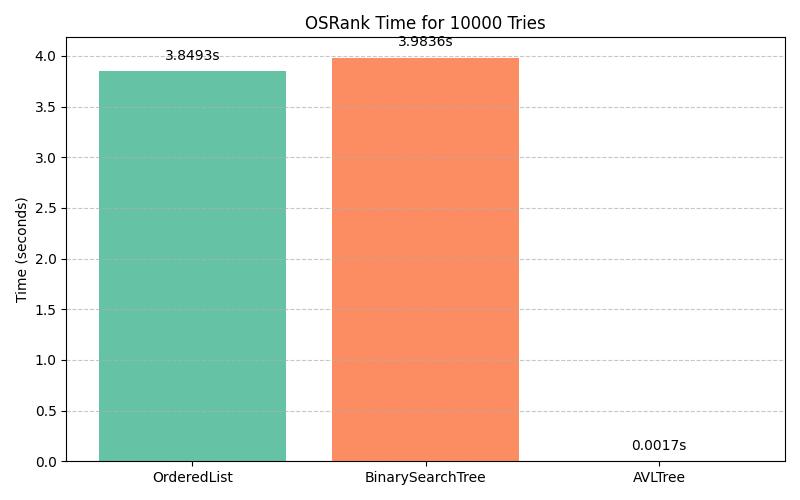 OSRank Time for 10000 Tries
Time (seconds)
4.0
3.5
3.0
2.5
2.0
1.5
1.0
0.5
0.0
3.8493s
3.9836s
0.0017s
OrderedList
BinarySearchTree
AVLTree